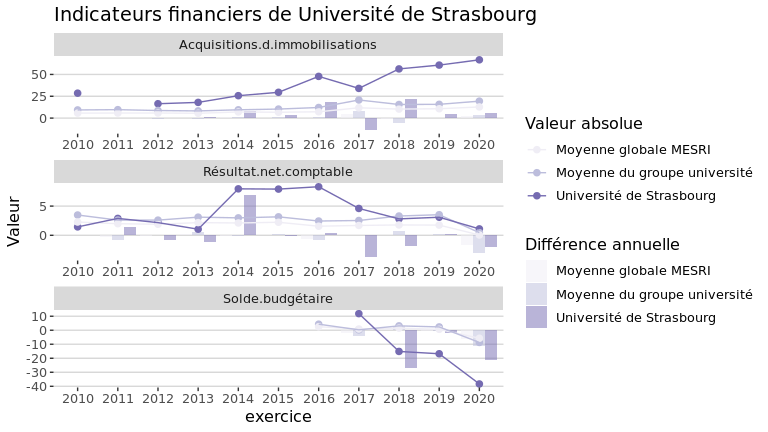 Indicateurs financiers de Université de Strasbourg
Acquisitions.d.immobilisations
50
25
0
2010 2011 2012 2013 2014 2015 2016 2017 2018 2019 2020
Résultat.net.comptable
5
0
2010 2011 2012 2013 2014 2015 2016 2017 2018 2019 2020
Solde.budgétaire
10
0
-10
-20
-30
-40
2010 2011 2012 2013 2014 2015 2016 2017 2018 2019 2020
exercice
Valeur
Valeur absolue
Moyenne globale MESRI
Moyenne du groupe université
Université de Strasbourg
Différence annuelle
Moyenne globale MESRI
Moyenne du groupe université
Université de Strasbourg